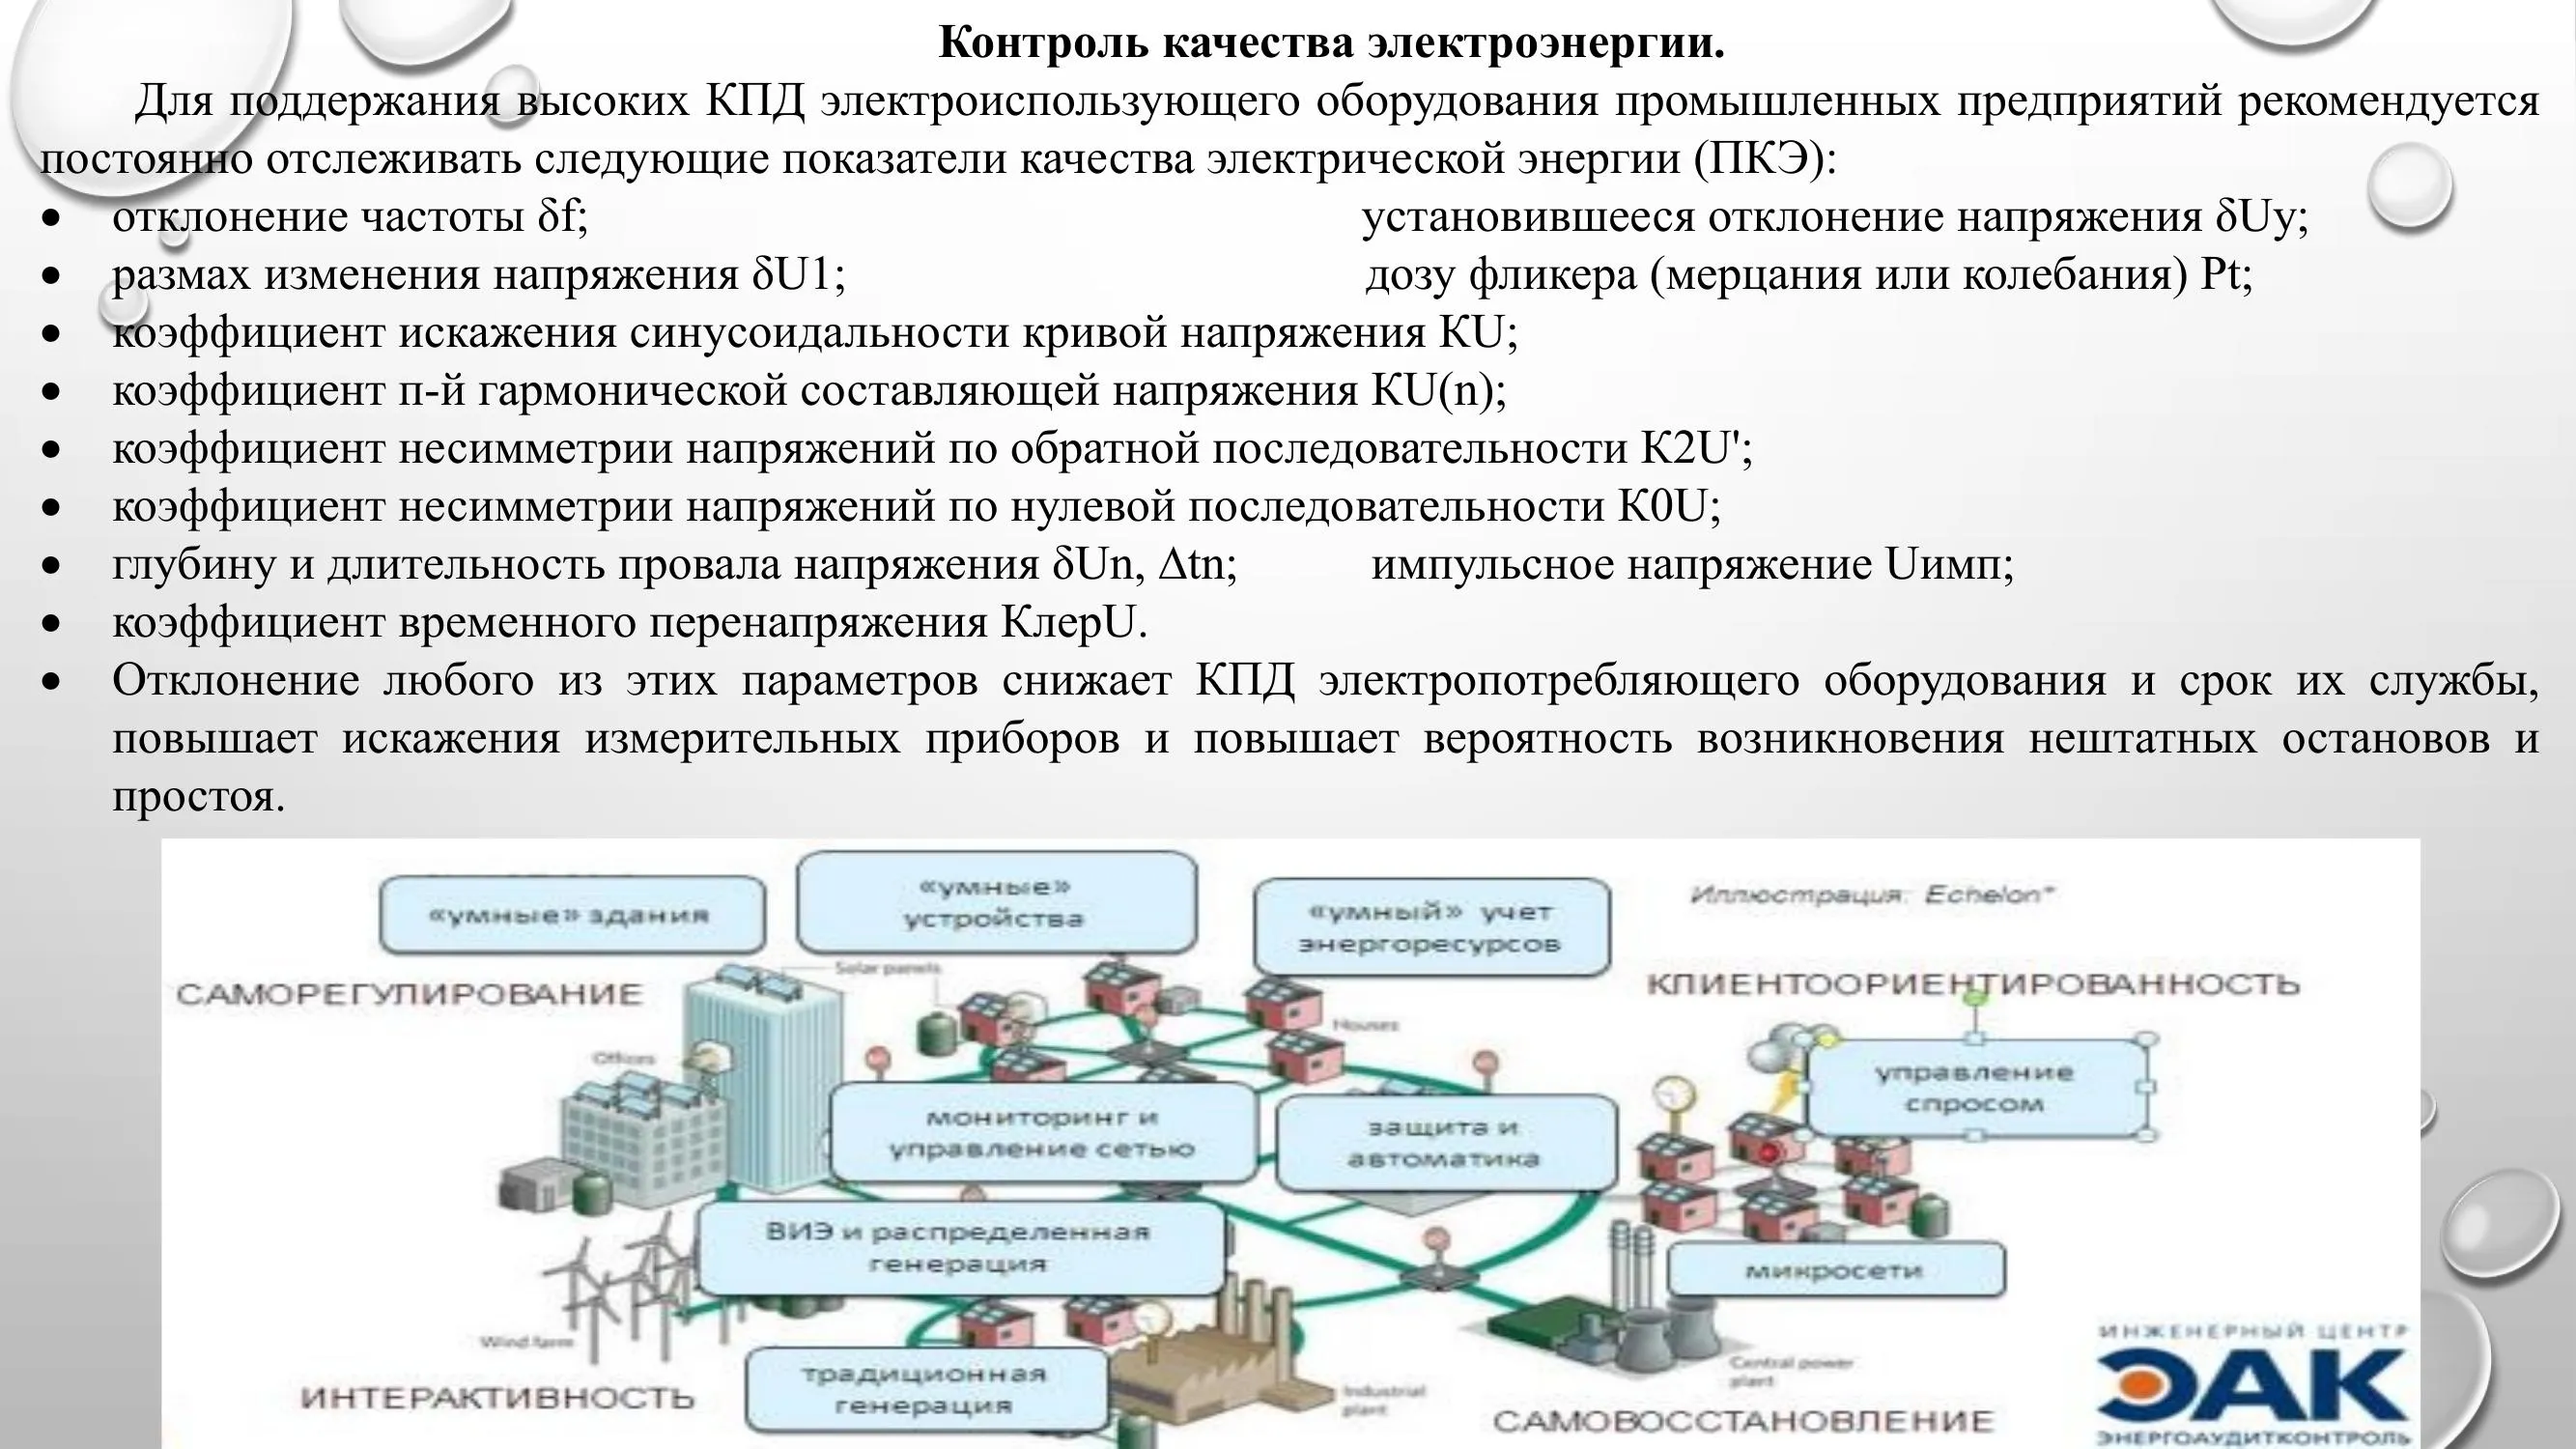 Контроль качества электроэнергии.
Для поддержания высоких КПД электроиспользующего оборудования промышленных предприятий рекомендуется
постоянно отслеживать следующие показатели качества электрической энергии (ПКЭ):
• отклонение частоты δf; установившееся отклонение напряжения δUy;
• размах изменения напряжения δU1; дозу фликера (мерцания или колебания) Pt;
• коэффициент искажения синусоидальности кривой напряжения KU;
• коэффициент п-й гармонической составляющей напряжения KU(n);
• коэффициент несимметрии напряжений по обратной последовательности K2U';
• коэффициент несимметрии напряжений по нулевой последовательности K0U;
• глубину и длительность провала напряжения δUn, Δtn; импульсное напряжение Uимп;
• коэффициент временного перенапряжения КлерU.
• Отклонение любого из этих параметров снижает КПД электропотребляющего оборудования и срок их службы,
повышает искажения измерительных приборов и повышает вероятность возникновения нештатных остановов и
простоя.
«умные» здания
«умные»
устройства
«умный» учет
энергоресурсов
Иллюстрация: Echelon*
САМОРЕГУЛИРОВАНИЕ
Solar panels
КЛИЕНТООРИЕНТИРОВАННОСТЬ
Houses
Offices
управление
спросом
мониторинг и
управление сетью
защита и
автоматика
ВИЭ и распределенная
генерация
микросети
Wind farm
традиционная
генерация
Central power
plant
Industrial
plant
ИНТЕРАКТИВНОСТЬ
САМОВОССТАНОВЛЕНИЕ
ИНЖЕНЕРНЫЙ ЦЕНТР
ЭАК
ЭНЕРГОАУДИТКОНТРОЛЬ